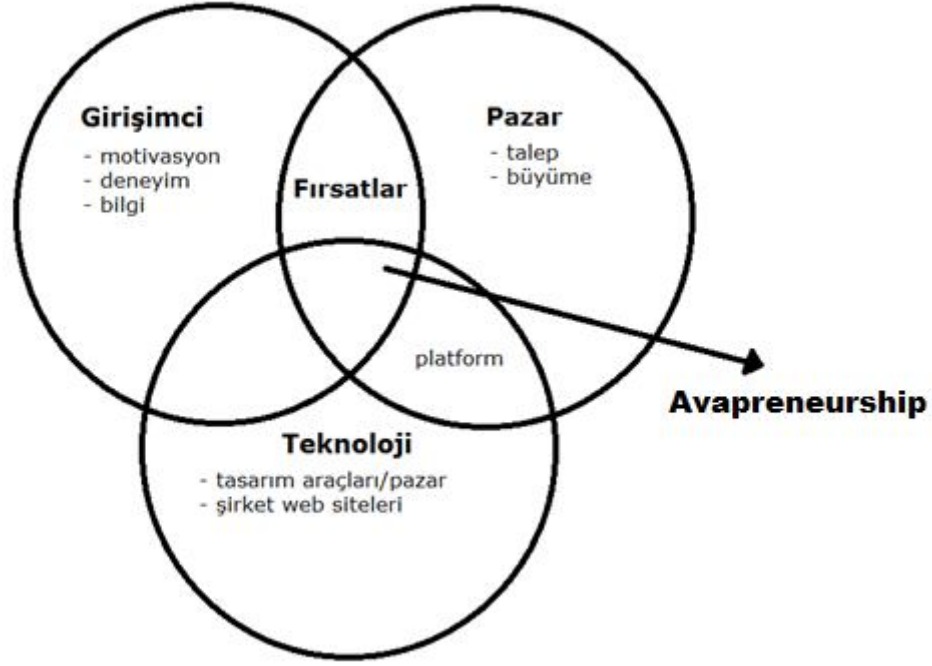 Girişimci
- motivasyon
- deneyim
- bilgi
Fırsatlar
Pazar
- talep
- büyüme
platform
Avapreneurship
Teknoloji
- tasarım araçları/pazar
- şirket web siteleri